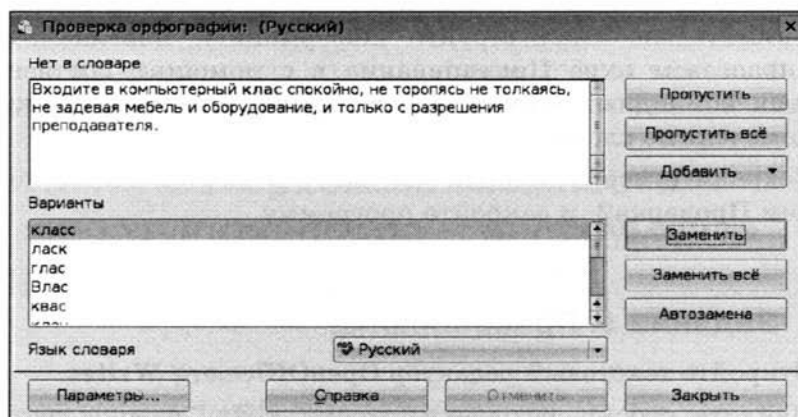 Проверка орфографии: (Русский)
Нет в словаре
Входите в компьютерный клас спокойно, не торопясь не толкаясь,
не задевая мебель и оборудование, и только с разрешения
преподавателя.
Пропустить
Пропустить всё
Добавить
Варианты
класс
ласк
глас
Влас
квас
Заменить
Заменить всё
Автозамена
Язык словаря
Русский
Параметры...
Справка
Отменить
Закрыть